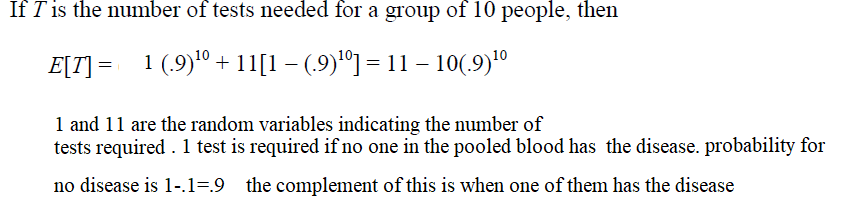 If T is the number of tests needed for a group of 10 people, then
E[T] = 1 (.9)¹⁰ + 11[1 – (.9)¹⁰] = 11 – 10(.9)¹⁰
1 and 11 are the random variables indicating the number of
tests required . 1 test is required if no one in the pooled blood has the disease. probability for
no disease is 1-.1=.9 the complement of this is when one of them has the disease